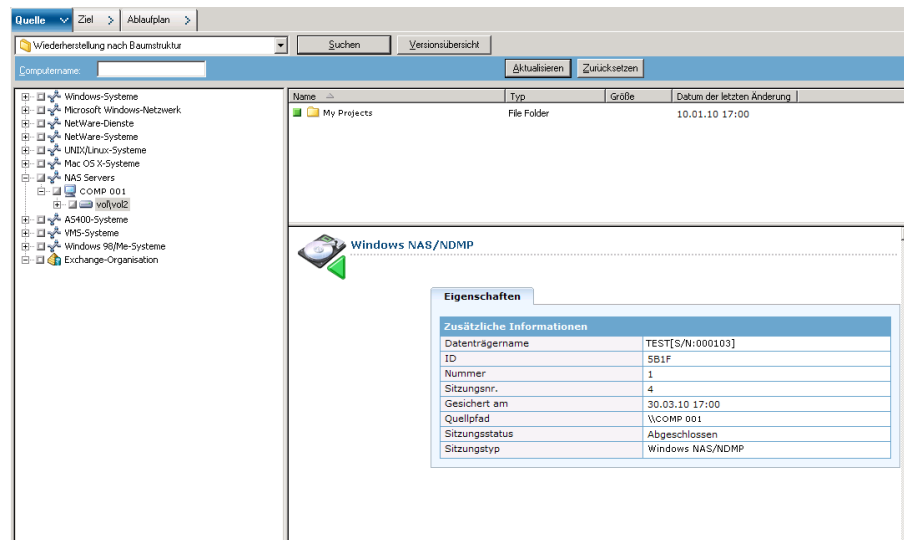 Quelle Ziel Ablaufplan
Wiederherstellung nach Baumstruktur Suchen Versionsübersicht
Computername: Aktualisieren Zurücksetzen
Windows-Systeme
Microsoft Windows-Netzwerk
NetWare-Dienste
NetWare-Systeme
UNIX/Linux-Systeme
Mac OS X-Systeme
NAS Servers
COMP 001
vol\vol2
AS400-Systeme
VMS-Systeme
Windows 98/Me-Systeme
Exchange-Organisation
Name Typ Größe Datum der letzten Änderung
My Projects File Folder 10.01.10 17:00
Windows NAS/NDMP
Eigenschaften
Zusätzliche Informationen
Datenträgername TEST[S/N:000103]
ID 5B1F
Nummer 1
Sitzungsnr. 4
Gesichert am 30.03.10 17:00
Quellpfad \\COMP 001
Sitzungsstatus Abgeschlossen
Sitzungstyp Windows NAS/NDMP